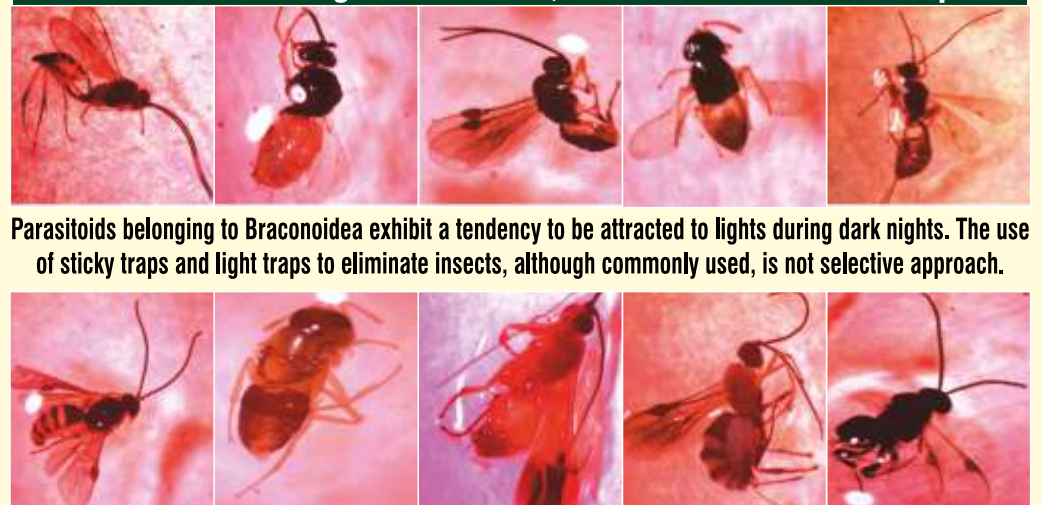 Parasitoids belonging to Braconoidea exhibit a tendency to be attracted to lights during dark nights. The use
of sticky traps and light traps to eliminate insects, although commonly used, is not selective approach.